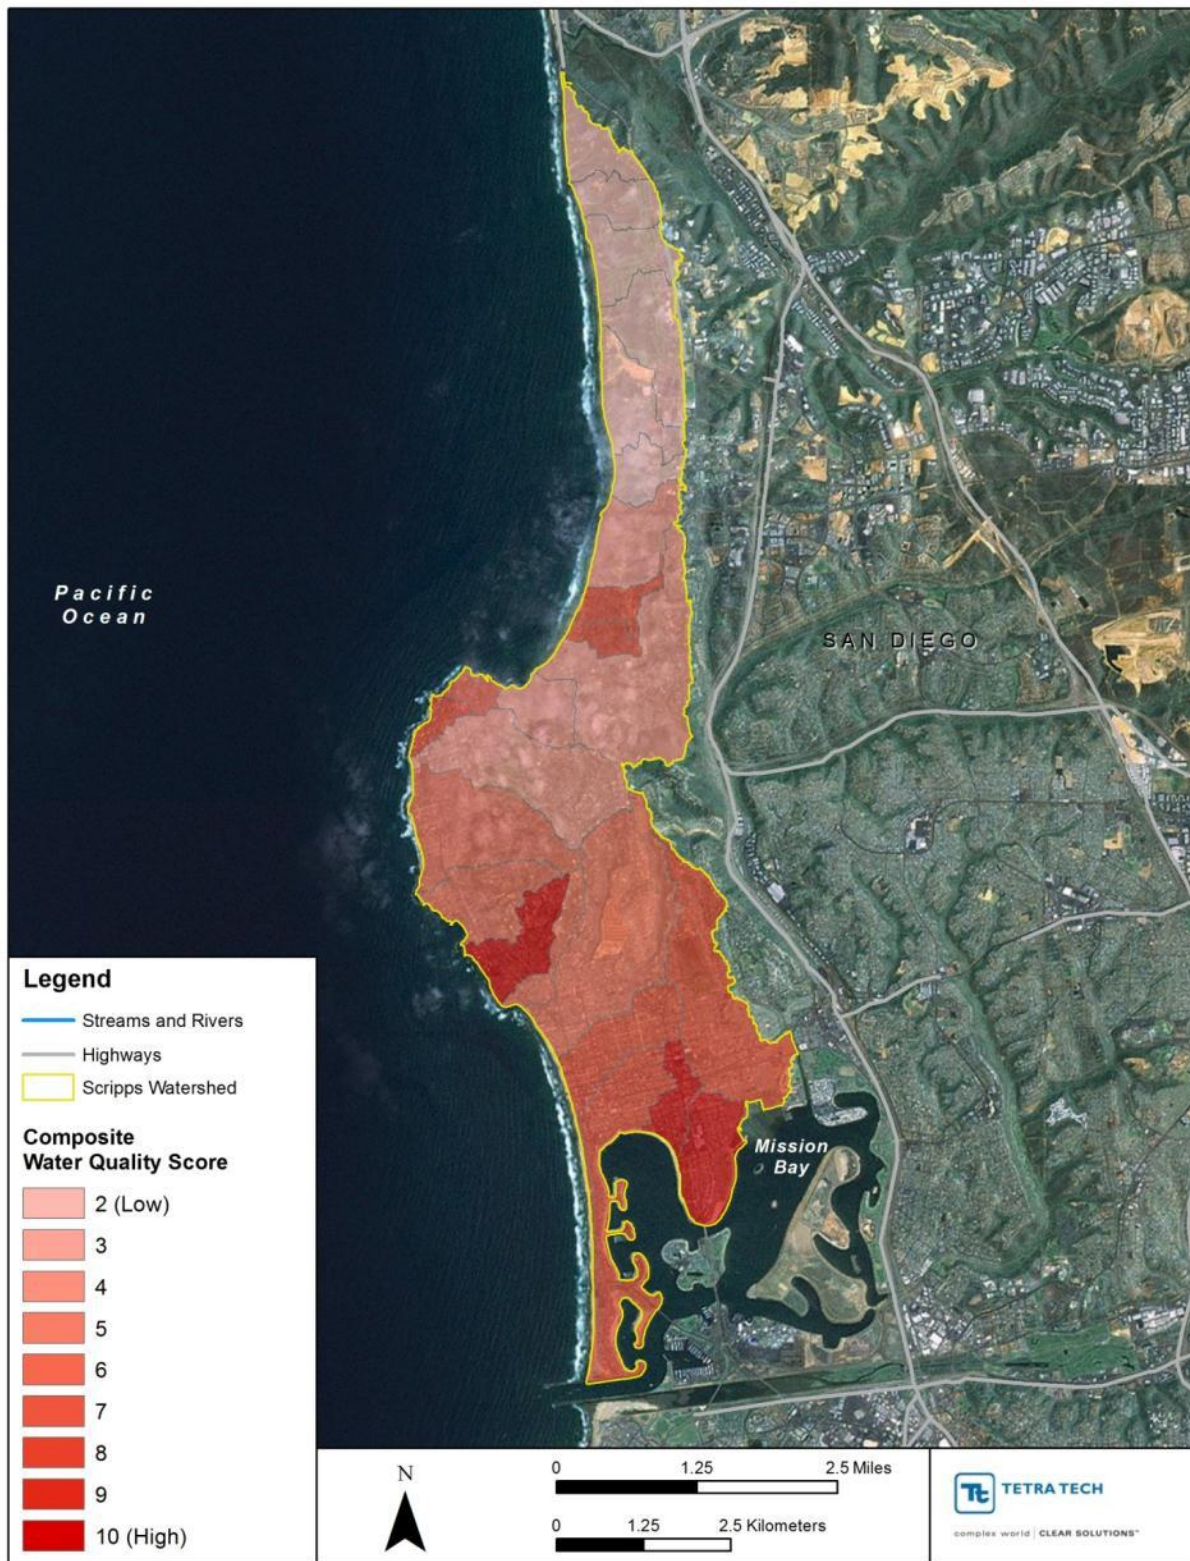 Pacific
Ocean
SAN DIEGO
Mission
Bay
Legend
Streams and Rivers
Highways
Scripps Watershed
Composite
Water Quality Score
2 (Low)
3
4
5
6
7
8
9
10 (High)
N
0 1.25 2.5 Miles
0 1.25 2.5 Kilometers
Tt TETRA TECH
complex world | CLEAR SOLUTIONS™